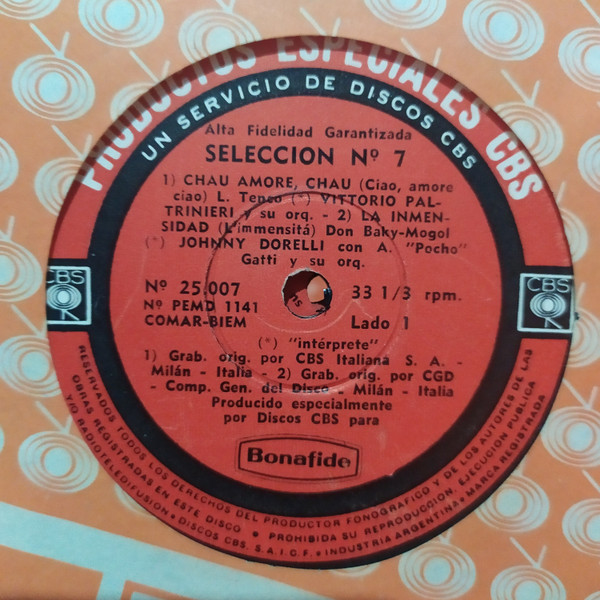 PRODUCTOS ESPECIALES CBS
UN SERVICIO DE DISCOS CBS
Alta Fidelidad Garantizada
SELECCION Nº 7
1) CHAU AMORE, CHAU (Ciao, amore
ciao) L. Tenco (*) VITTORIO PAL-
TRINIERI y su orq. - 2) LA INMEN-
SIDAD (L'immensitá) Don Baky-Mogol
(*) JOHNNY DORELLI con A. "Pocho"
Gatti y su orq.
CBS
CBS
Nº 25.007
33 1/3 rpm.
Nº PEMD 1141
COMAR-BIEM
Lado 1
(*) "intérprete"
1) Grab. orig. por CBS Italiana S. A. -
Milán - Italia - 2) Grab. orig. por CGD
- Comp. Gen. del Disco - Milán - Italia
Producido especialmente
por Discos CBS para
Bonafide
RESERVADOS TODOS LOS DERECHOS DEL PRODUCTOR FONOGRAFICO Y DE LOS AUTORES DE LAS
OBRAS REGISTRADAS EN ESTE DISCO • PROHIBIDA SU REPRODUCCION, EJECUCION PUBLICA
Y/O RADIOTELEDIFUSION • DISCOS CBS. S.A.I.C.F. • INDUSTRIA ARGENTINA • MARCA REGISTRADA